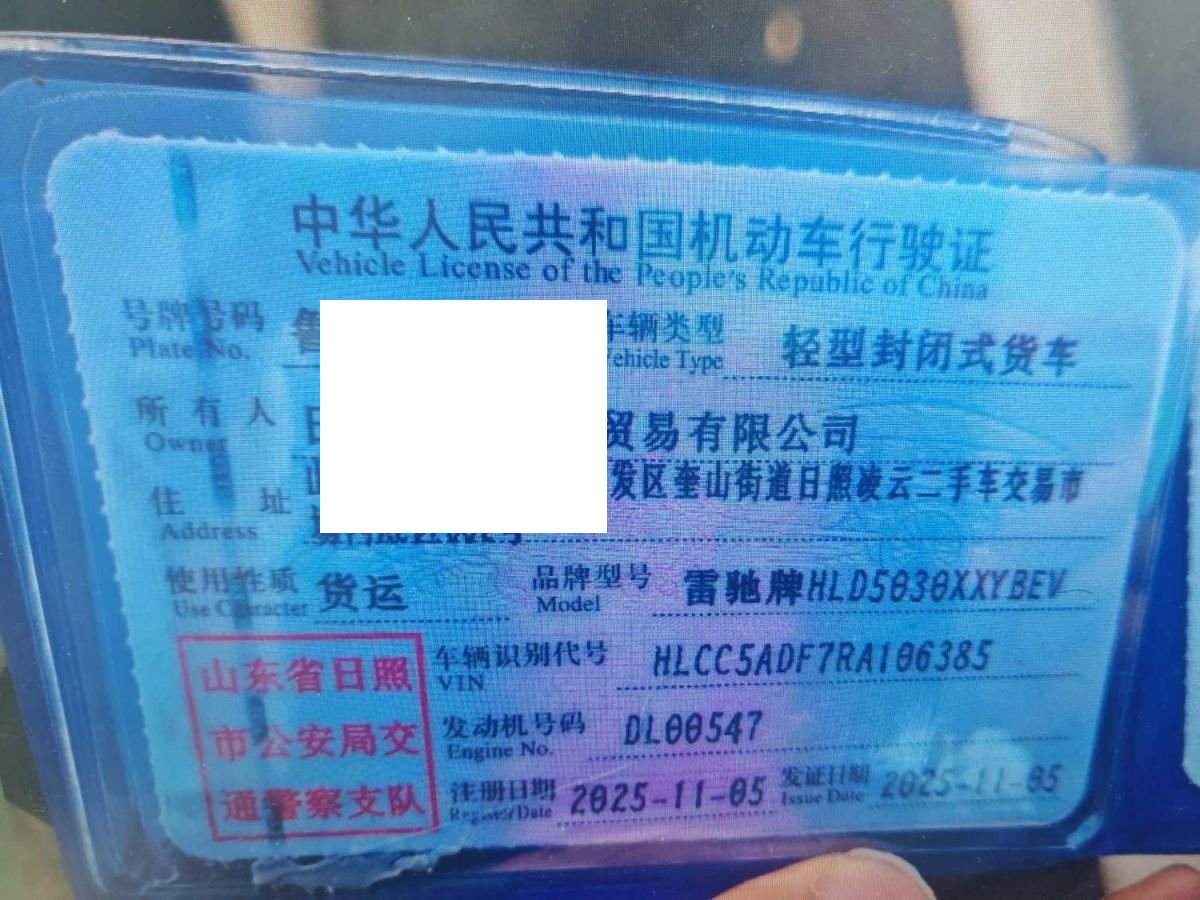 中华人民共和国机动车行驶证
Vehicle License of the People's Republic of China
号牌号码 鲁 车辆类型 轻型封闭式货车
Plate No. Vehicle Type
所有人 贸易有限公司
Owner
住址 发区奎山街道日照凌云二手车交易市
Address
使用性质 货运 品牌型号 雷驰牌HLD5030XXYBEV
Use Character Model
山东省日照
市公安局交
通警察支队
车辆识别代号 HLCC5ADF7RA106385
VIN
发动机号码 DL00547
Engine No.
注册日期 2025-11-05 发证日期 2025-11-05
Register Date Issue Date